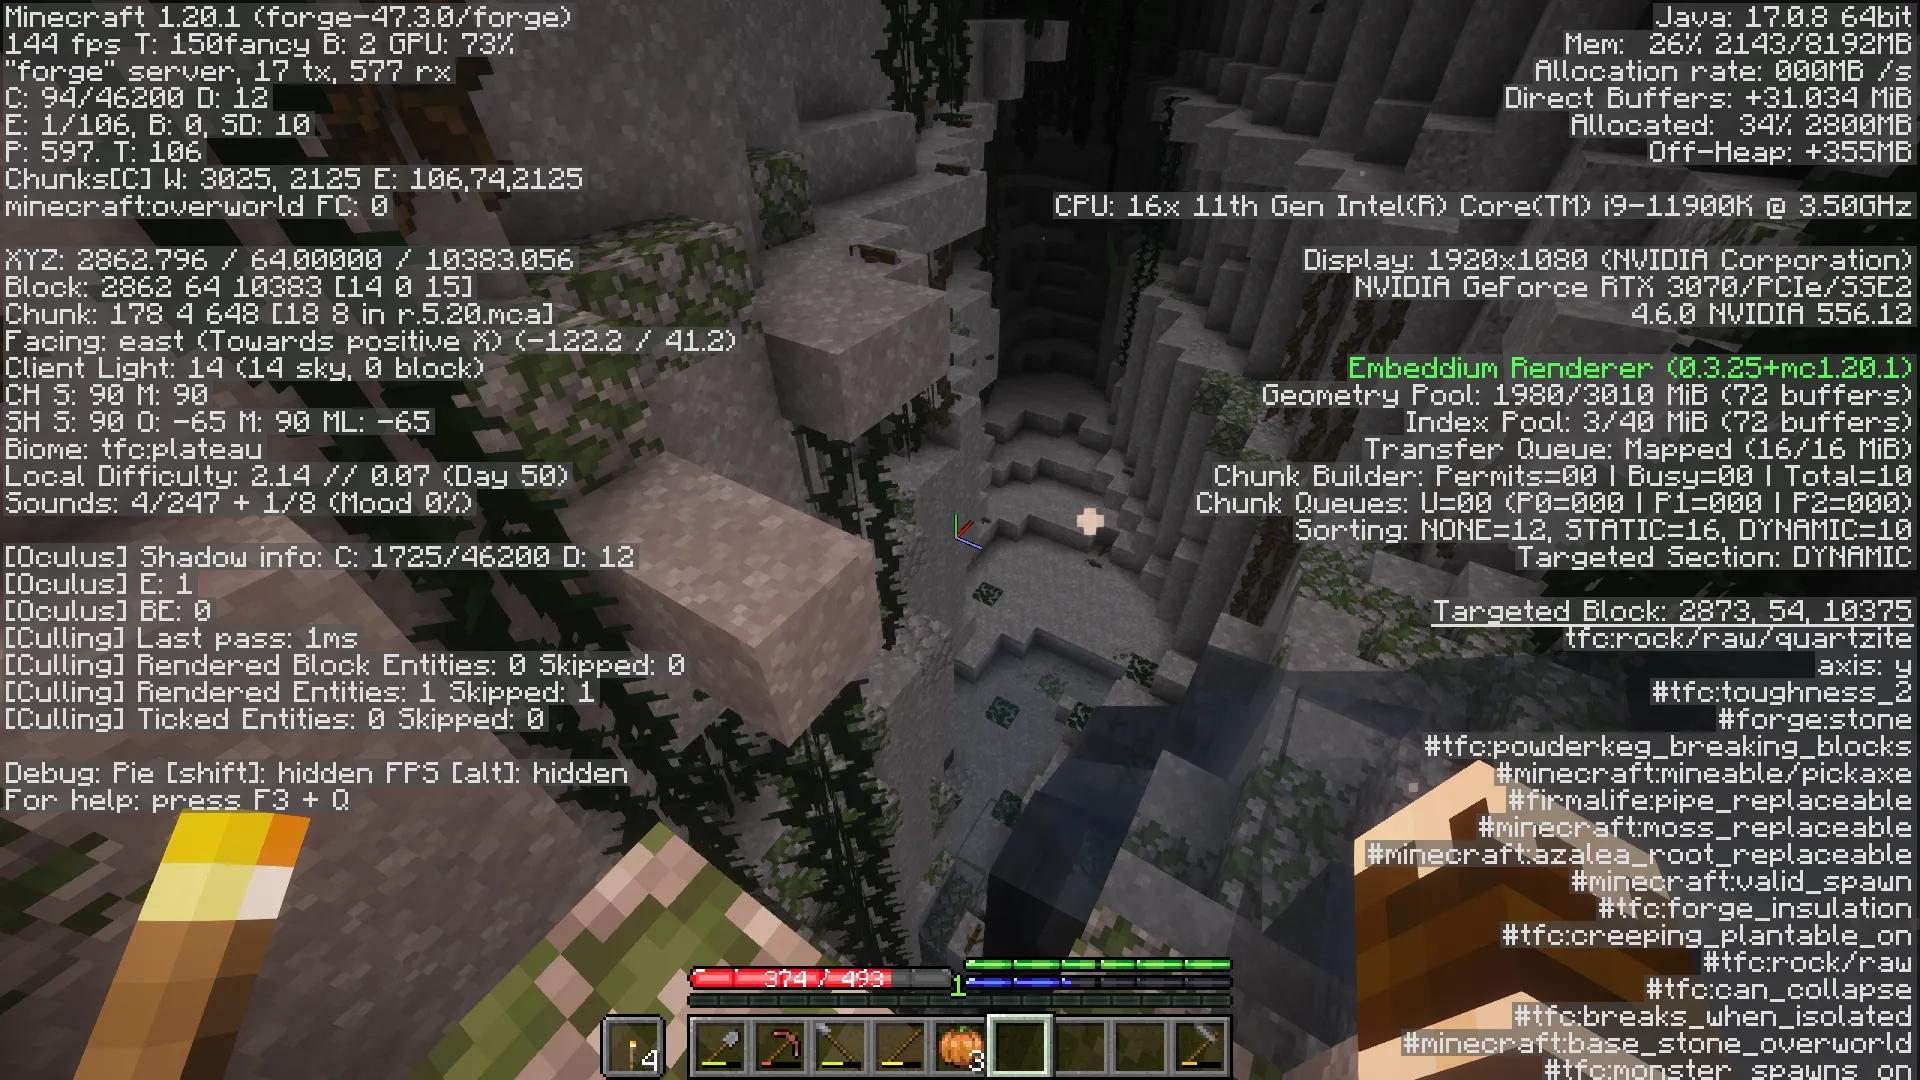 Minecraft 1.20.1 (forge-47.3.0/forge)
144 fps T: 150fancy B: 2 GPU: 73%
"forge" server, 17 tx, 577 rx
C: 94/46200 D: 12
E: 1/106, B: 0, SD: 10
P: 597. T: 106
Chunks[C] W: 3025, 2125 E: 106,74,2125
minecraft:overworld FC: 0
XYZ: 2862.796 / 64.00000 / 10383.056
Block: 2862 64 10383 [14 0 15]
Chunk: 178 4 648 [18 8 in r.5.20.mca]
Facing: east (Towards positive X) (-122.2 / 41.2)
Client Light: 14 (14 sky, 0 block)
CH S: 90 M: 90
SH S: 90 O: -65 M: 90 ML: -65
Biome: tfc:plateau
Local Difficulty: 2.14 // 0.07 (Day 50)
Sounds: 4/247 + 1/8 (Mood 0%)
[Oculus] Shadow info: C: 1725/46200 D: 12
[Oculus] E: 1
[Oculus] BE: 0
[Culling] Last pass: 1ms
[Culling] Rendered Block Entities: 0 Skipped: 0
[Culling] Rendered Entities: 1 Skipped: 1
[Culling] Ticked Entities: 0 Skipped: 0
Debug: Pie [shift]: hidden FPS [alt]: hidden
For help: press F3 + Q
Java: 17.0.8 64bit
Mem: 26% 2143/8192MB
Allocation rate: 000MB /s
Direct Buffers: +31.034 MiB
Allocated: 34% 2800MB
Off-Heap: +355MB
CPU: 16x 11th Gen Intel(R) Core(TM) i9-11900K @ 3.50GHz
Display: 1920x1080 (NVIDIA Corporation)
NVIDIA GeForce RTX 3070/PCIe/SSE2
4.6.0 NVIDIA 556.12
Embeddium Renderer (0.3.25+mc1.20.1)
Geometry Pool: 1980/3010 MiB (72 buffers)
Index Pool: 3/40 MiB (72 buffers)
Transfer Queue: Mapped (16/16 MiB)
Chunk Builder: Permits=00 | Busy=00 | Total=10
Chunk Queues: U=00 (P0=000 | P1=000 | P2=000)
Sorting: NONE=12, STATIC=16, DYNAMIC=10
Targeted Section: DYNAMIC
Targeted Block: 2873, 54, 10375
tfc:rock/raw/quartzite
axis: y
#tfc:toughness_2
#forge:stone
#tfc:powderkeg_breaking_blocks
#minecraft:mineable/pickaxe
#firmalife:pipe_replaceable
#minecraft:moss_replaceable
#minecraft:azalea_root_replaceable
#minecraft:valid_spawn
#tfc:forge_insulation
#tfc:creeping_plantable_on
#tfc:rock/raw
#tfc:can_collapse
#tfc:breaks_when_isolated
#minecraft:base_stone_overworld
#tfc:monster_spawns_on
374 / 493
1
4
3